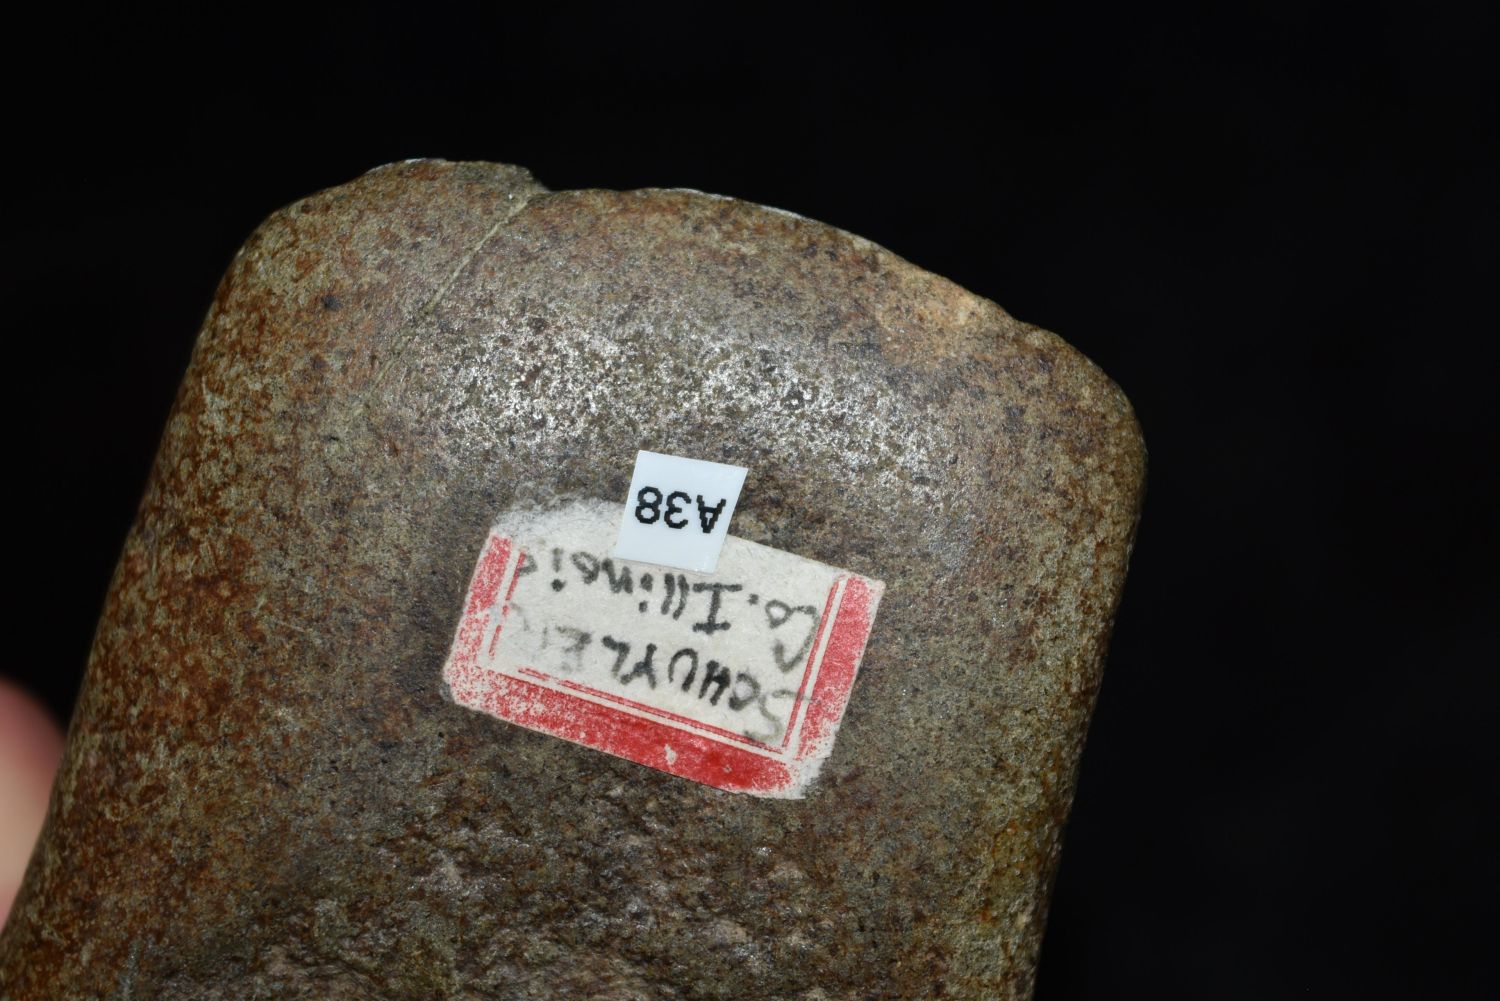 A38
SCHUYLER
Co. Illinois